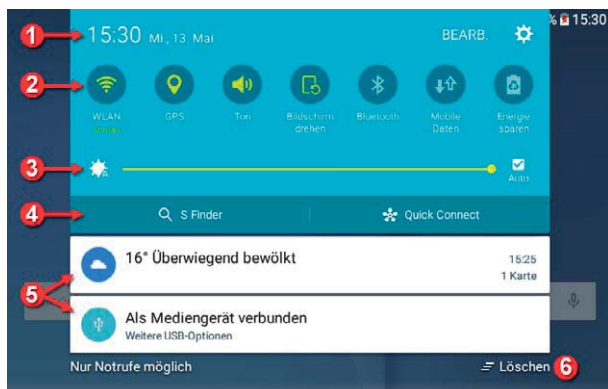 % 15:30
1 15:30 Mi., 13. Mai BEARB.
2
WLAN GPS Ton Bildschirm drehen Bluetooth Mobile Daten Energie sparen
3 A Auto
4 S Finder Quick Connect
16° Überwiegend bewölkt 15:25
1 Karte
5
Als Mediengerät verbunden
Weitere USB-Optionen
Nur Notrufe möglich Löschen 6